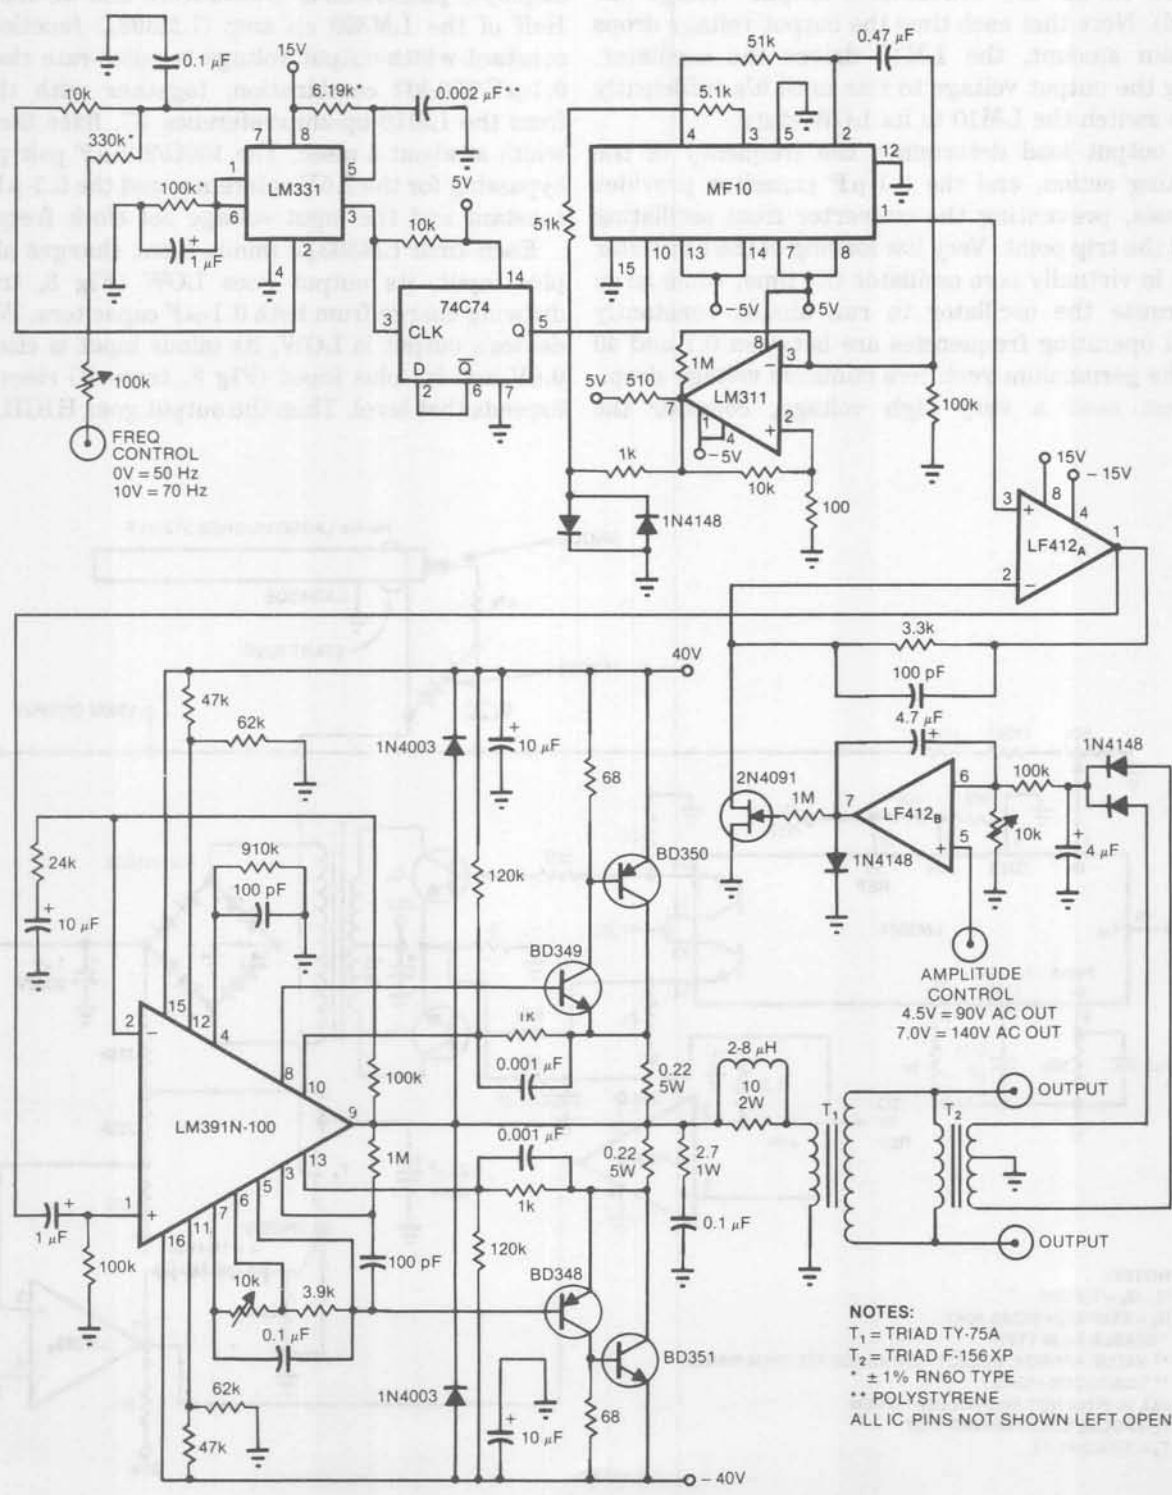 0.1 µF
15V
10k
6.19k*
0.002 µF**
330k*
7
8
1
5
LM331
100k*
6
3
2
4
1 µF
+
5V
10k
14
74C74
3
CLK
Q
5
D
Q
2
6
7
100k
FREQ
CONTROL
0V = 50 Hz
10V = 70 Hz
51k
0.47 µF
5.1k
4
3
5
2
12
MF10
1
51k
15
10
13
14
7
8
-5V
5V
1M
8
3
5V
510
LM311
7
1
4
+
2
-5V
100k
1k
10k
100
1N4148
15V
-15V
3
+
8
4
1
LF412A
2
–
3.3k
100 pF
4.7 µF
+
1N4148
2N4091
1M
7
6
100k
LF412B
10k
5
+
+
4 µF
1N4148
AMPLITUDE
CONTROL
4.5V = 90V AC OUT
7.0V = 140V AC OUT
40V
47k
62k
1N4003
+
10 µF
68
BD350
24k
+
10 µF
910k
100 pF
120k
BD349
15
12
4
2
–
8
10
1K
0.001 µF
0.22
5W
100k
LM391N-100
9
2-8 µH
10
2W
T1
T2
OUTPUT
0.001 µF
0.22
5W
2.7
1W
1M
13
3
5
6
7
11
16
1
+
1k
1 µF
+
100k
120k
0.1 µF
OUTPUT
100 pF
10k
3.9k
0.1 µF
BD348
BD351
62k
47k
1N4003
+
10 µF
68
-40V
NOTES:
T1 = TRIAD TY-75A
T2 = TRIAD F-156XP
* ± 1% RN60 TYPE
** POLYSTYRENE
ALL IC PINS NOT SHOWN LEFT OPEN